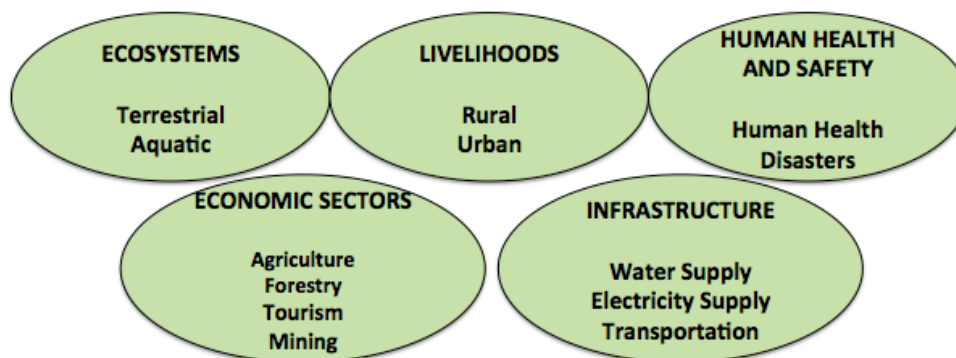 ECOSYSTEMS
Terrestrial
Aquatic
LIVELIHOODS
Rural
Urban
HUMAN HEALTH
AND SAFETY
Human Health
Disasters
ECONOMIC SECTORS
Agriculture
Forestry
Tourism
Mining
INFRASTRUCTURE
Water Supply
Electricity Supply
Transportation